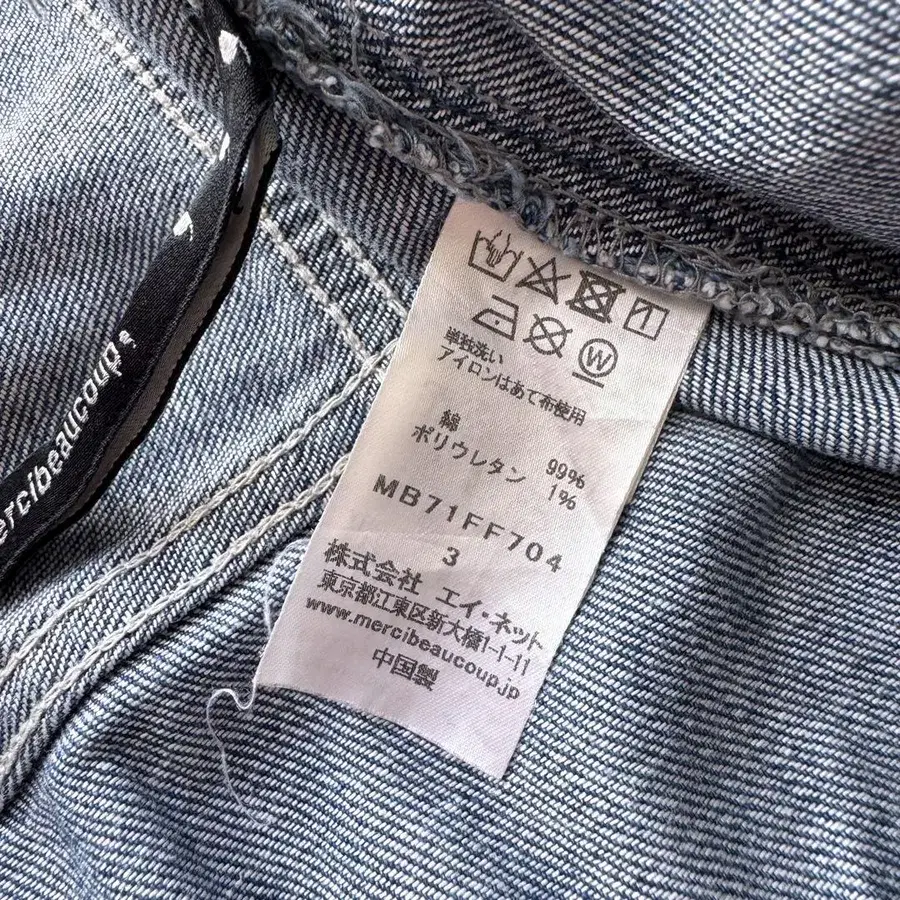 ercibeaucoup,
W
単独洗い
アイロンはあて布使用
綿 99%
ポリウレタン 1%
MB71FF704
3
株式会社 エイ・ネット
東京都江東区新大橋1-1-11
www.mercibeaucoup.jp
中国製